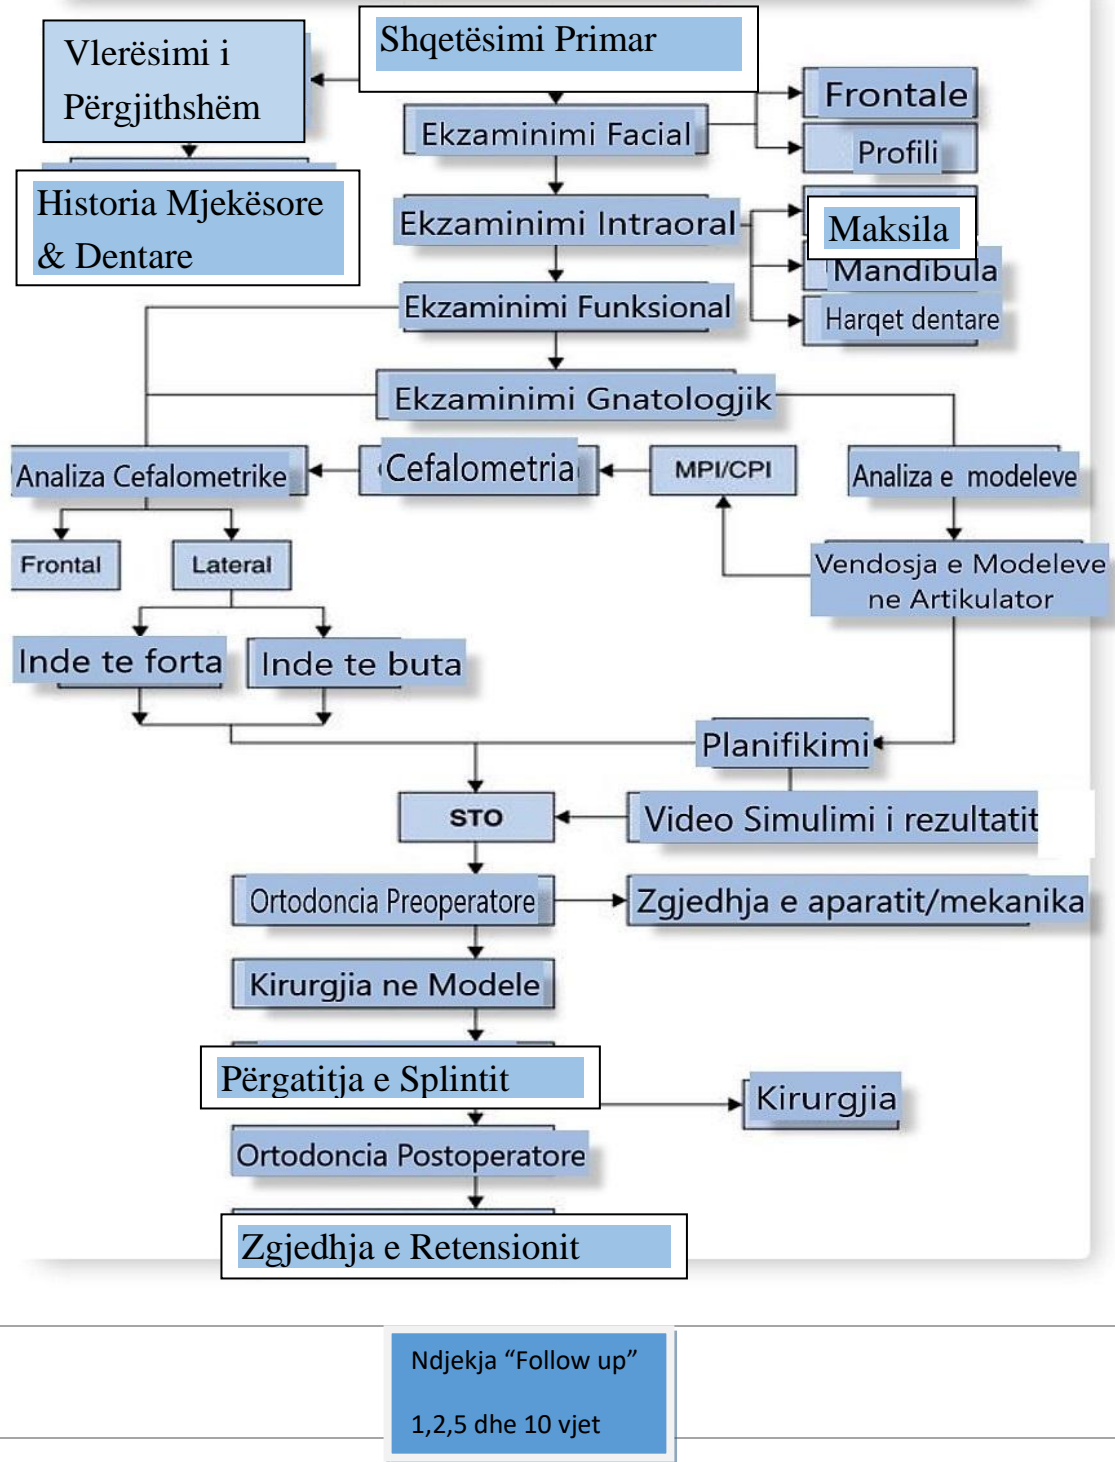 Vlerësimi i
Përgjithshëm
Shqetësimi Primar
Frontale
Ekzaminimi Facial
Profili
Historia Mjekësore
& Dentare
Ekzaminimi Intraoral
Maksila
Mandibula
Ekzaminimi Funksional
Harqet dentare
Ekzaminimi Gnatologjik
Analiza Cefalometrike
Cefalometria
MPI/CPI
Analiza e modeleve
Frontal
Lateral
Vendosja e Modeleve
ne Artikulator
Inde te forta
Inde te buta
Planifikimi
STO
Video Simulimi i rezultatit
Ortodoncia Preoperatore
Zgjedhja e aparatit/mekanika
Kirurgjia ne Modele
Përgatitja e Splintit
Kirurgjia
Ortodoncia Postoperatore
Zgjedhja e Retensionit
Ndjekja “Follow up”
1,2,5 dhe 10 vjet